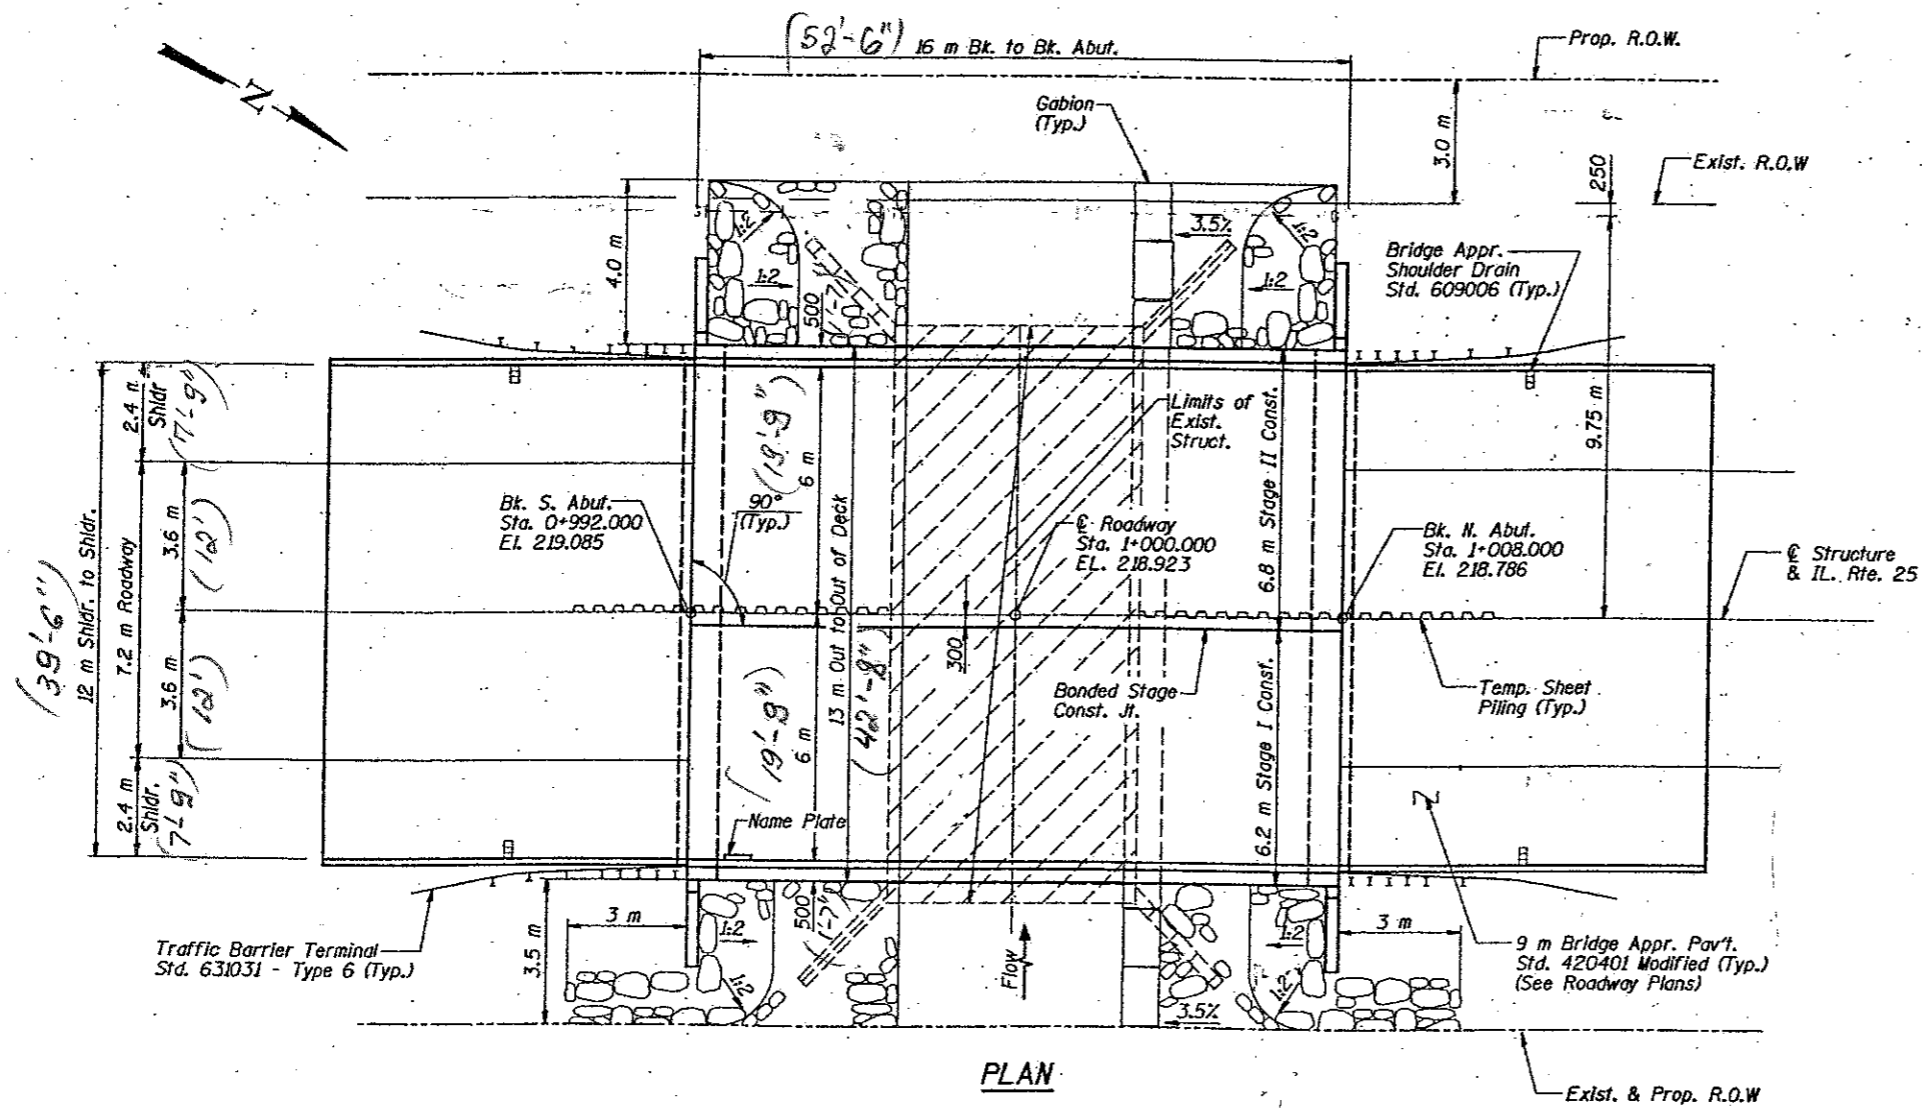 (52'-6") 16 m Bk. to Bk. Abut.
Prop. R.O.W.
N
Gabion
(Typ.)
3.0 m
250
Exist. R.O.W
4.0 m
1:2
1:2
500
3.5%
1:2
1:2
Bridge Appr.
Shoulder Drain
Std. 609006 (Typ.)
2.4 m
Shldr
(7'-9")
(19'-8")
6 m
Limits of
Exist.
Struct.
9.75 m
Bk. S. Abut.
Sta. 0+992.000
El. 219.085
90°
(Typ.)
℄ Roadway
Sta. 1+000.000
EL. 218.923
6.8 m Stage II Const.
Bk. N. Abut.
Sta. 1+008.000
El. 218.786
℄ Structure
& IL. Rte. 25
(39'-6")
12 m Shldr. to Shldr.
7.2 m Roadway
3.6 m
(12')
3.6 m
(12')
13 m Out to Out of Deck
(42'-8")
300
Bonded Stage
Const. Jt.
Temp. Sheet
Piling (Typ.)
(19'-8")
6 m
6.2 m Stage I Const.
2.4 m
Shldr.
(7'-9")
Name Plate
Traffic Barrier Terminal
Std. 631031 - Type 6 (Typ.)
3.5 m
3 m
1:2
1:2
500
(1'-7")
Flow
3.5%
1:2
1:2
3 m
9 m Bridge Appr. Pav't.
Std. 420401 Modified (Typ.)
(See Roadway Plans)
PLAN
Exist. & Prop. R.O.W